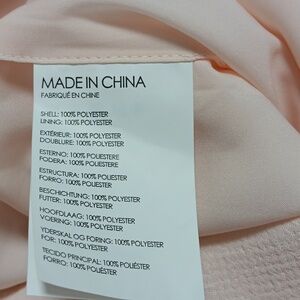 MADE IN CHINA
FABRIQUÉ EN CHINE
SHELL: 100% POLYESTER
LINING: 100% POLYESTER
EXTÉRIEUR: 100% POLYESTER
DOUBLURE: 100% POLYESTER
ESTERNO: 100% POLIESTERE
FODERA: 100% POLIESTERE
ESTRUCTURA: 100% POLIÉSTER
FORRO: 100% POLIÉSTER
BESCHICHTUNG: 100% POLYESTER
FUTTER: 100% POLYESTER
HOOFDLAAG: 100% POLYESTER
VOERING: 100% POLYESTER
YDERSKAL OG FORING: 100% POLYESTER
FOR: 100% POLYESTER
TECIDO PRINCIPAL: 100% POLIÉSTER
FORRO: 100% POLIÉSTER